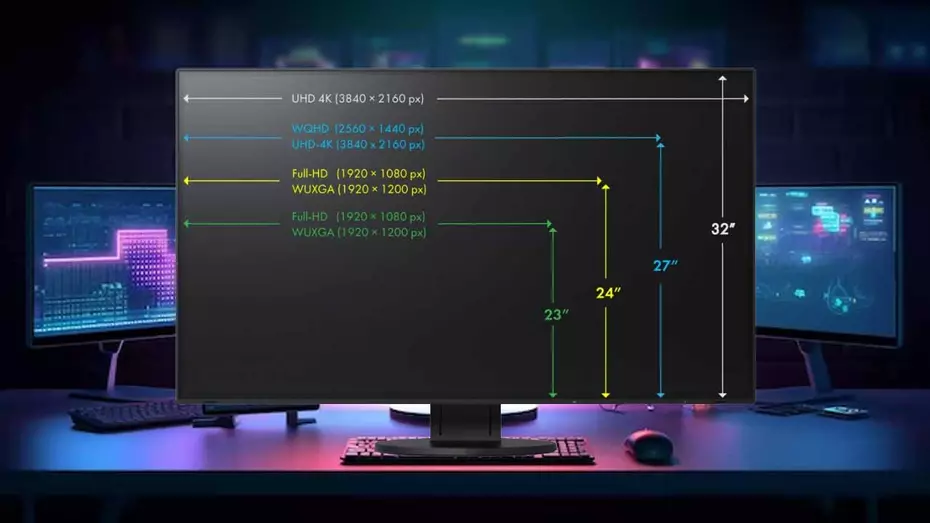 UHD 4K (3840 × 2160 px)
WQHD (2560 × 1440 px)
UHD-4K (3840 x 2160 px)
Full-HD (1920 × 1080 px)
WUXGA (1920 × 1200 px)
Full-HD (1920 × 1080 px)
WUXGA (1920 × 1200 px)
32″
27″
24″
23″